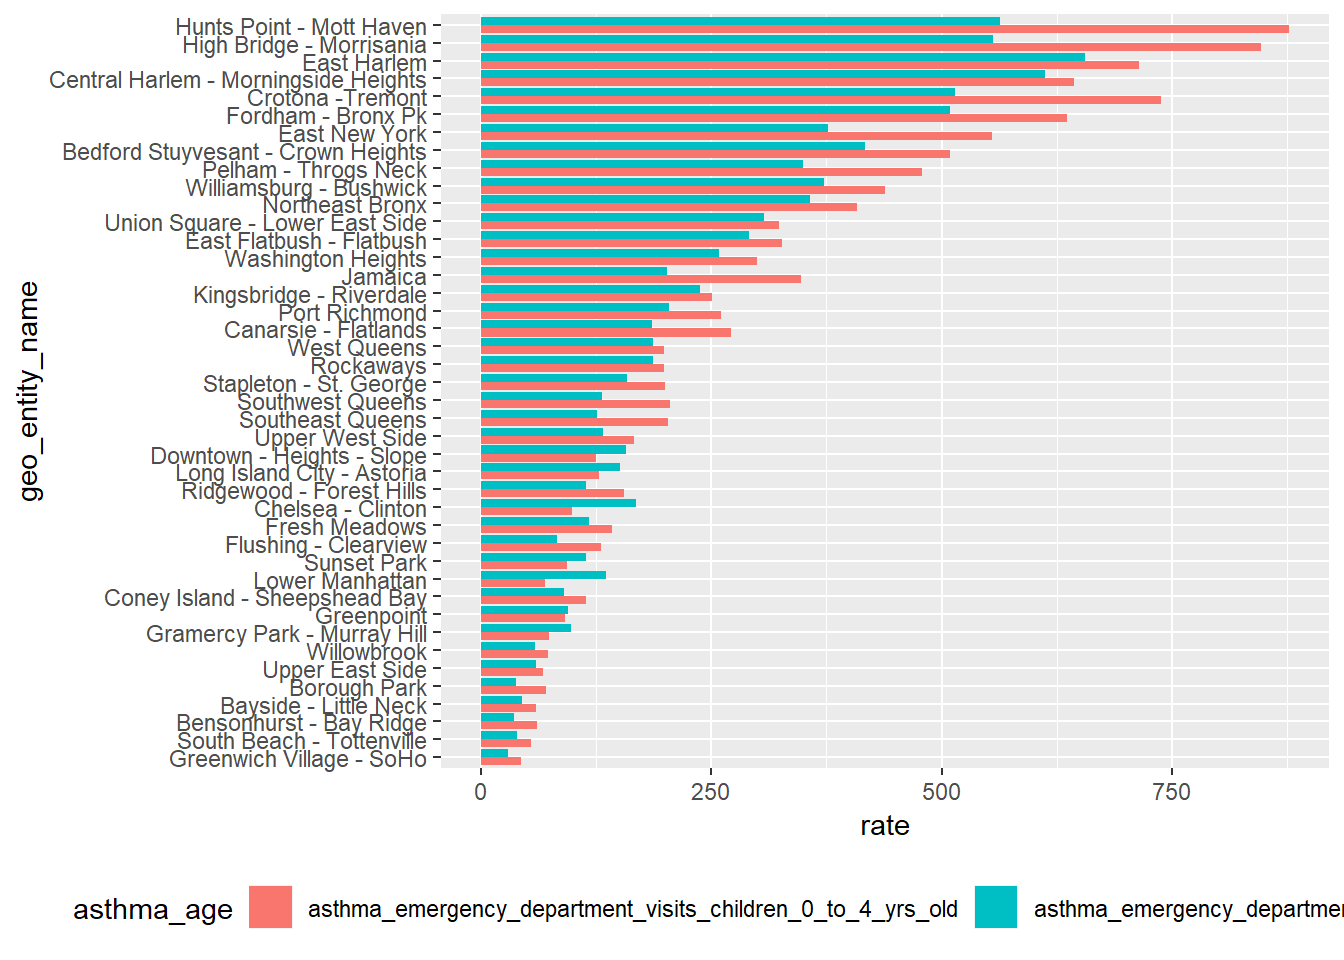 Hunts Point - Mott Haven
High Bridge - Morrisania
East Harlem
Central Harlem - Morningside Heights
Crotona -Tremont
Fordham - Bronx Pk
East New York
Bedford Stuyvesant - Crown Heights
Pelham - Throgs Neck
Williamsburg - Bushwick
Northeast Bronx
Union Square - Lower East Side
East Flatbush - Flatbush
Washington Heights
Jamaica
Kingsbridge - Riverdale
Port Richmond
Canarsie - Flatlands
West Queens
Rockaways
Stapleton - St. George
Southwest Queens
Southeast Queens
Upper West Side
Downtown - Heights - Slope
Long Island City - Astoria
Ridgewood - Forest Hills
Chelsea - Clinton
Fresh Meadows
Flushing - Clearview
Sunset Park
Lower Manhattan
Coney Island - Sheepshead Bay
Greenpoint
Gramercy Park - Murray Hill
Willowbrook
Upper East Side
Borough Park
Bayside - Little Neck
Bensonhurst - Bay Ridge
South Beach - Tottenville
Greenwich Village - SoHo
geo_entity_name
0 250 500 750
rate
asthma_age asthma_emergency_department_visits_children_0_to_4_yrs_old asthma_emergency_departme